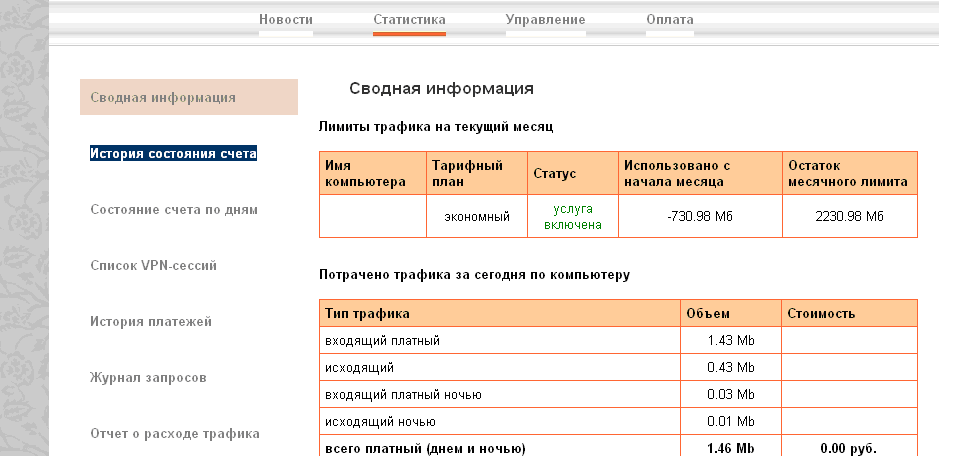 Новости Статистика Управление Оплата
Сводная информация
История состояния счета
Состояние счета по дням
Список VPN-сессий
История платежей
Журнал запросов
Отчет о расходе трафика
Сводная информация
Лимиты трафика на текущий месяц
Имя компьютера Тарифный план Статус Использовано с начала месяца Остаток месячного лимита
экономный услуга включена -730.98 Мб 2230.98 Мб
Потрачено трафика за сегодня по компьютеру
Тип трафика Объем Стоимость
входящий платный 1.43 Mb
исходящий 0.43 Mb
входящий платный ночью 0.03 Mb
исходящий ночью 0.01 Mb
всего платный (днем и ночью) 1.46 Mb 0.00 руб.